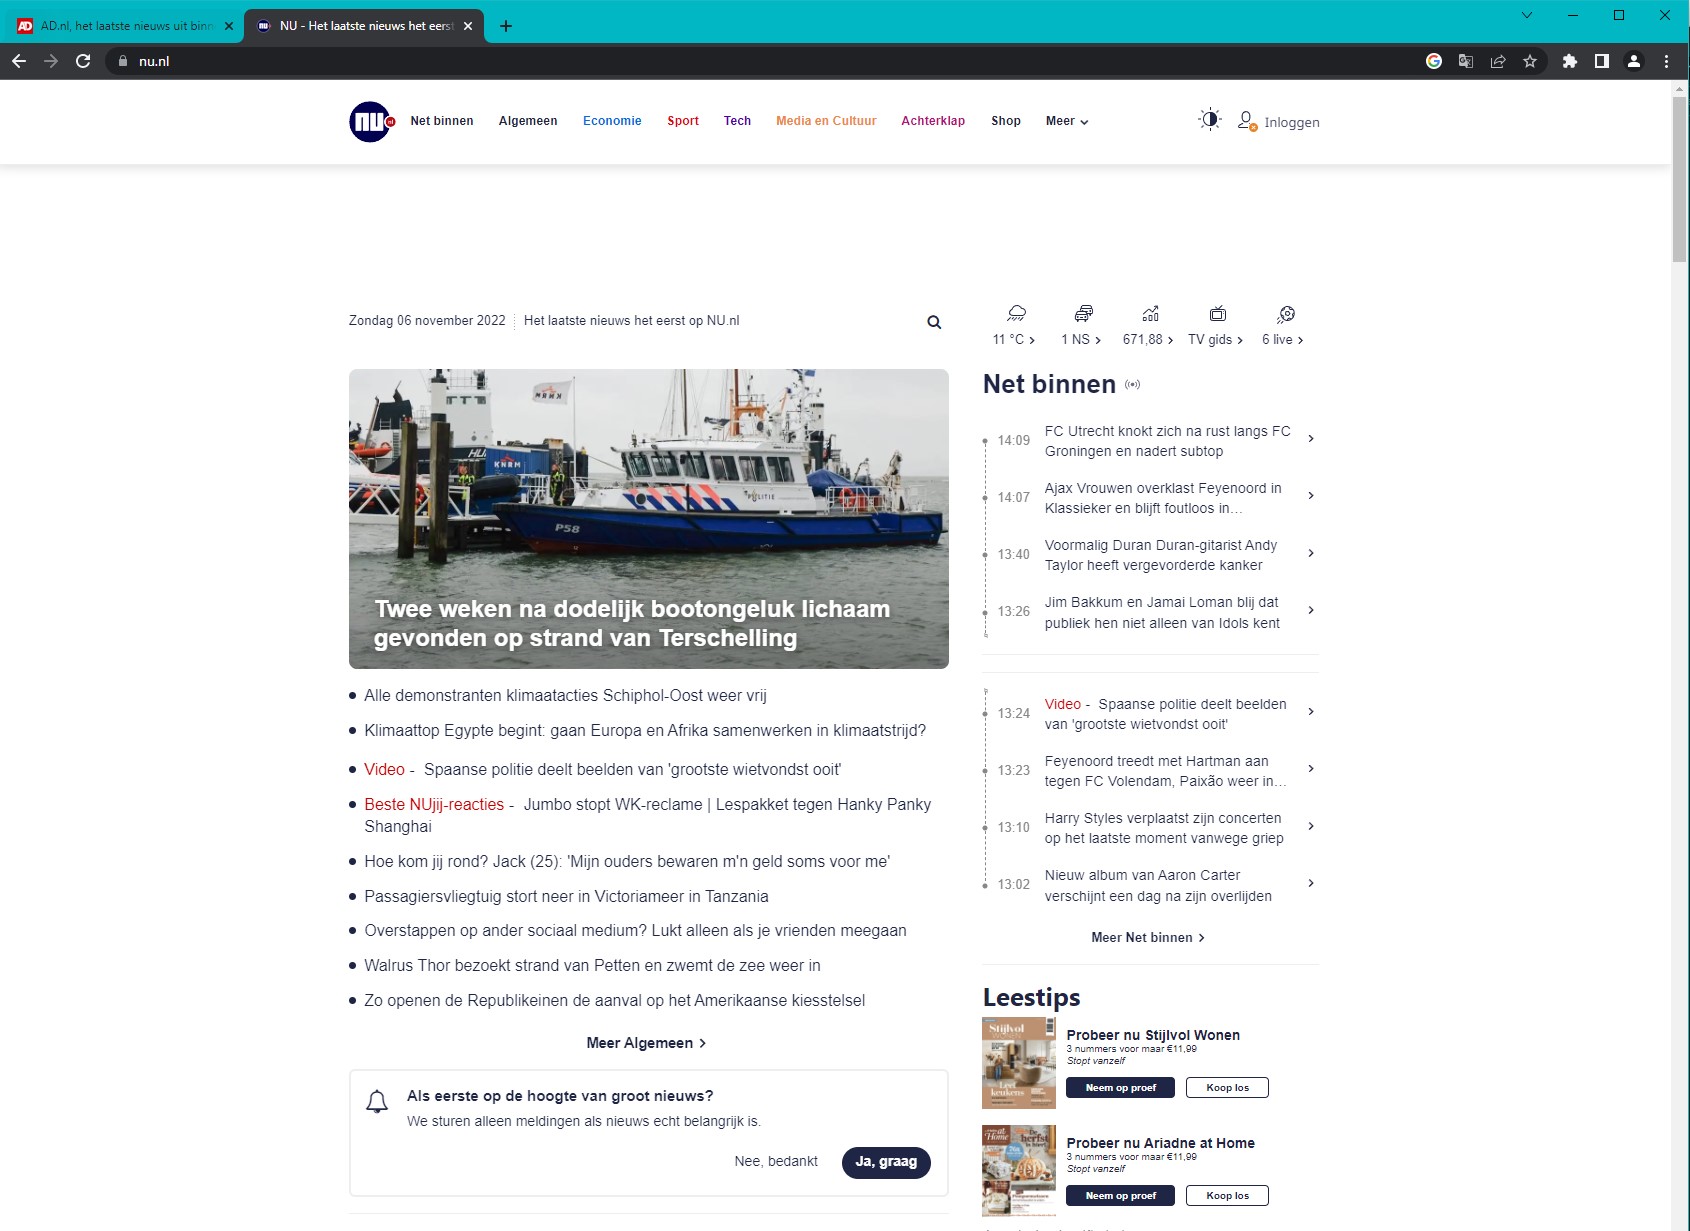 AD AD.nl, het laatste nieuws uit binn
nu NU - Het laatste nieuws het eerst
nu.nl
NU nl
Net binnen Algemeen Economie Sport Tech Media en Cultuur Achterklap Shop Meer
Inloggen
Zondag 06 november 2022 Het laatste nieuws het eerst op NU.nl
11 °C 1 NS 671,88 TV gids 6 live
KNRM
KNRM
POLITIE
P58
Twee weken na dodelijk bootongeluk lichaam
gevonden op strand van Terschelling
Alle demonstranten klimaatacties Schiphol-Oost weer vrij
Klimaattop Egypte begint: gaan Europa en Afrika samenwerken in klimaatstrijd?
Video - Spaanse politie deelt beelden van 'grootste wietvondst ooit'
Beste NUjij-reacties - Jumbo stopt WK-reclame | Lespakket tegen Hanky Panky
Shanghai
Hoe kom jij rond? Jack (25): 'Mijn ouders bewaren m'n geld soms voor me'
Passagiersvliegtuig stort neer in Victoriameer in Tanzania
Overstappen op ander sociaal medium? Lukt alleen als je vrienden meegaan
Walrus Thor bezoekt strand van Petten en zwemt de zee weer in
Zo openen de Republikeinen de aanval op het Amerikaanse kiesstelsel
Meer Algemeen
Als eerste op de hoogte van groot nieuws?
We sturen alleen meldingen als nieuws echt belangrijk is.
Nee, bedankt
Ja, graag
Net binnen
14:09 FC Utrecht knokt zich na rust langs FC
Groningen en nadert subtop
14:07 Ajax Vrouwen overklast Feyenoord in
Klassieker en blijft foutloos in…
13:40 Voormalig Duran Duran-gitarist Andy
Taylor heeft vergevorderde kanker
13:26 Jim Bakkum en Jamai Loman blij dat
publiek hen niet alleen van Idols kent
13:24 Video - Spaanse politie deelt beelden
van 'grootste wietvondst ooit'
13:23 Feyenoord treedt met Hartman aan
tegen FC Volendam, Paixão weer in…
13:10 Harry Styles verplaatst zijn concerten
op het laatste moment vanwege griep
13:02 Nieuw album van Aaron Carter
verschijnt een dag na zijn overlijden
Meer Net binnen
Leestips
Stijlvol
Probeer nu Stijlvol Wonen
3 nummers voor maar €11,99
Stopt vanzelf
Neem op proef Koop los
at Home
herfst
Probeer nu Ariadne at Home
3 nummers voor maar €11,99
Stopt vanzelf
Neem op proef Koop los